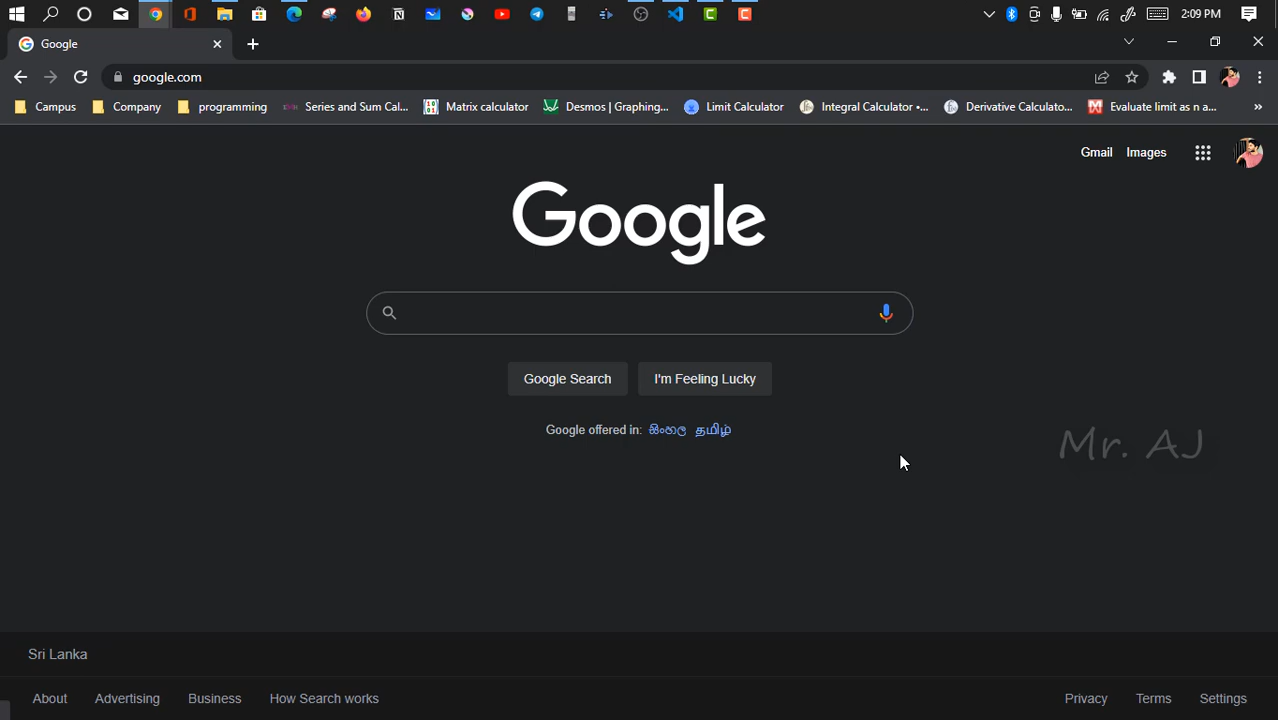 2:09 PM
Google
google.com
Campus Company programming Series and Sum Cal... Matrix calculator Desmos | Graphing... Limit Calculator Integral Calculator •... Derivative Calculato... Evaluate limit as n a...
Gmail Images
Google
Google Search I'm Feeling Lucky
Google offered in: සිංහල தமிழ்
Mr. AJ
Sri Lanka
About Advertising Business How Search works Privacy Terms Settings